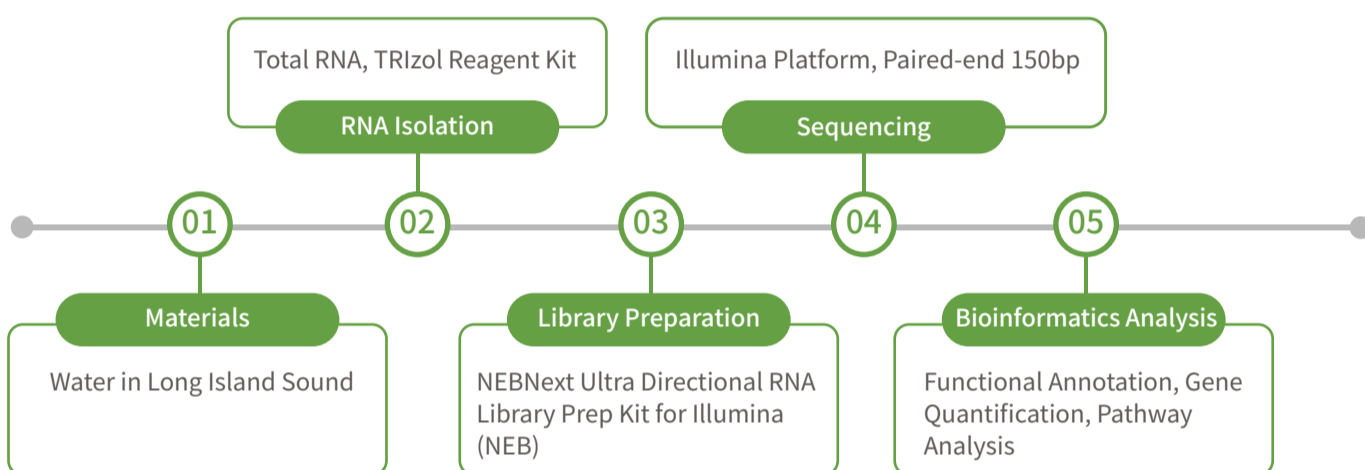 Total RNA, TRIzol Reagent Kit
RNA Isolation
Illumina Platform, Paired-end 150bp
Sequencing
01
02
03
04
05
Materials
Water in Long Island Sound
Library Preparation
NEBNext Ultra Directional RNA
Library Prep Kit for Illumina
(NEB)
Bioinformatics Analysis
Functional Annotation, Gene
Quantification, Pathway
Analysis